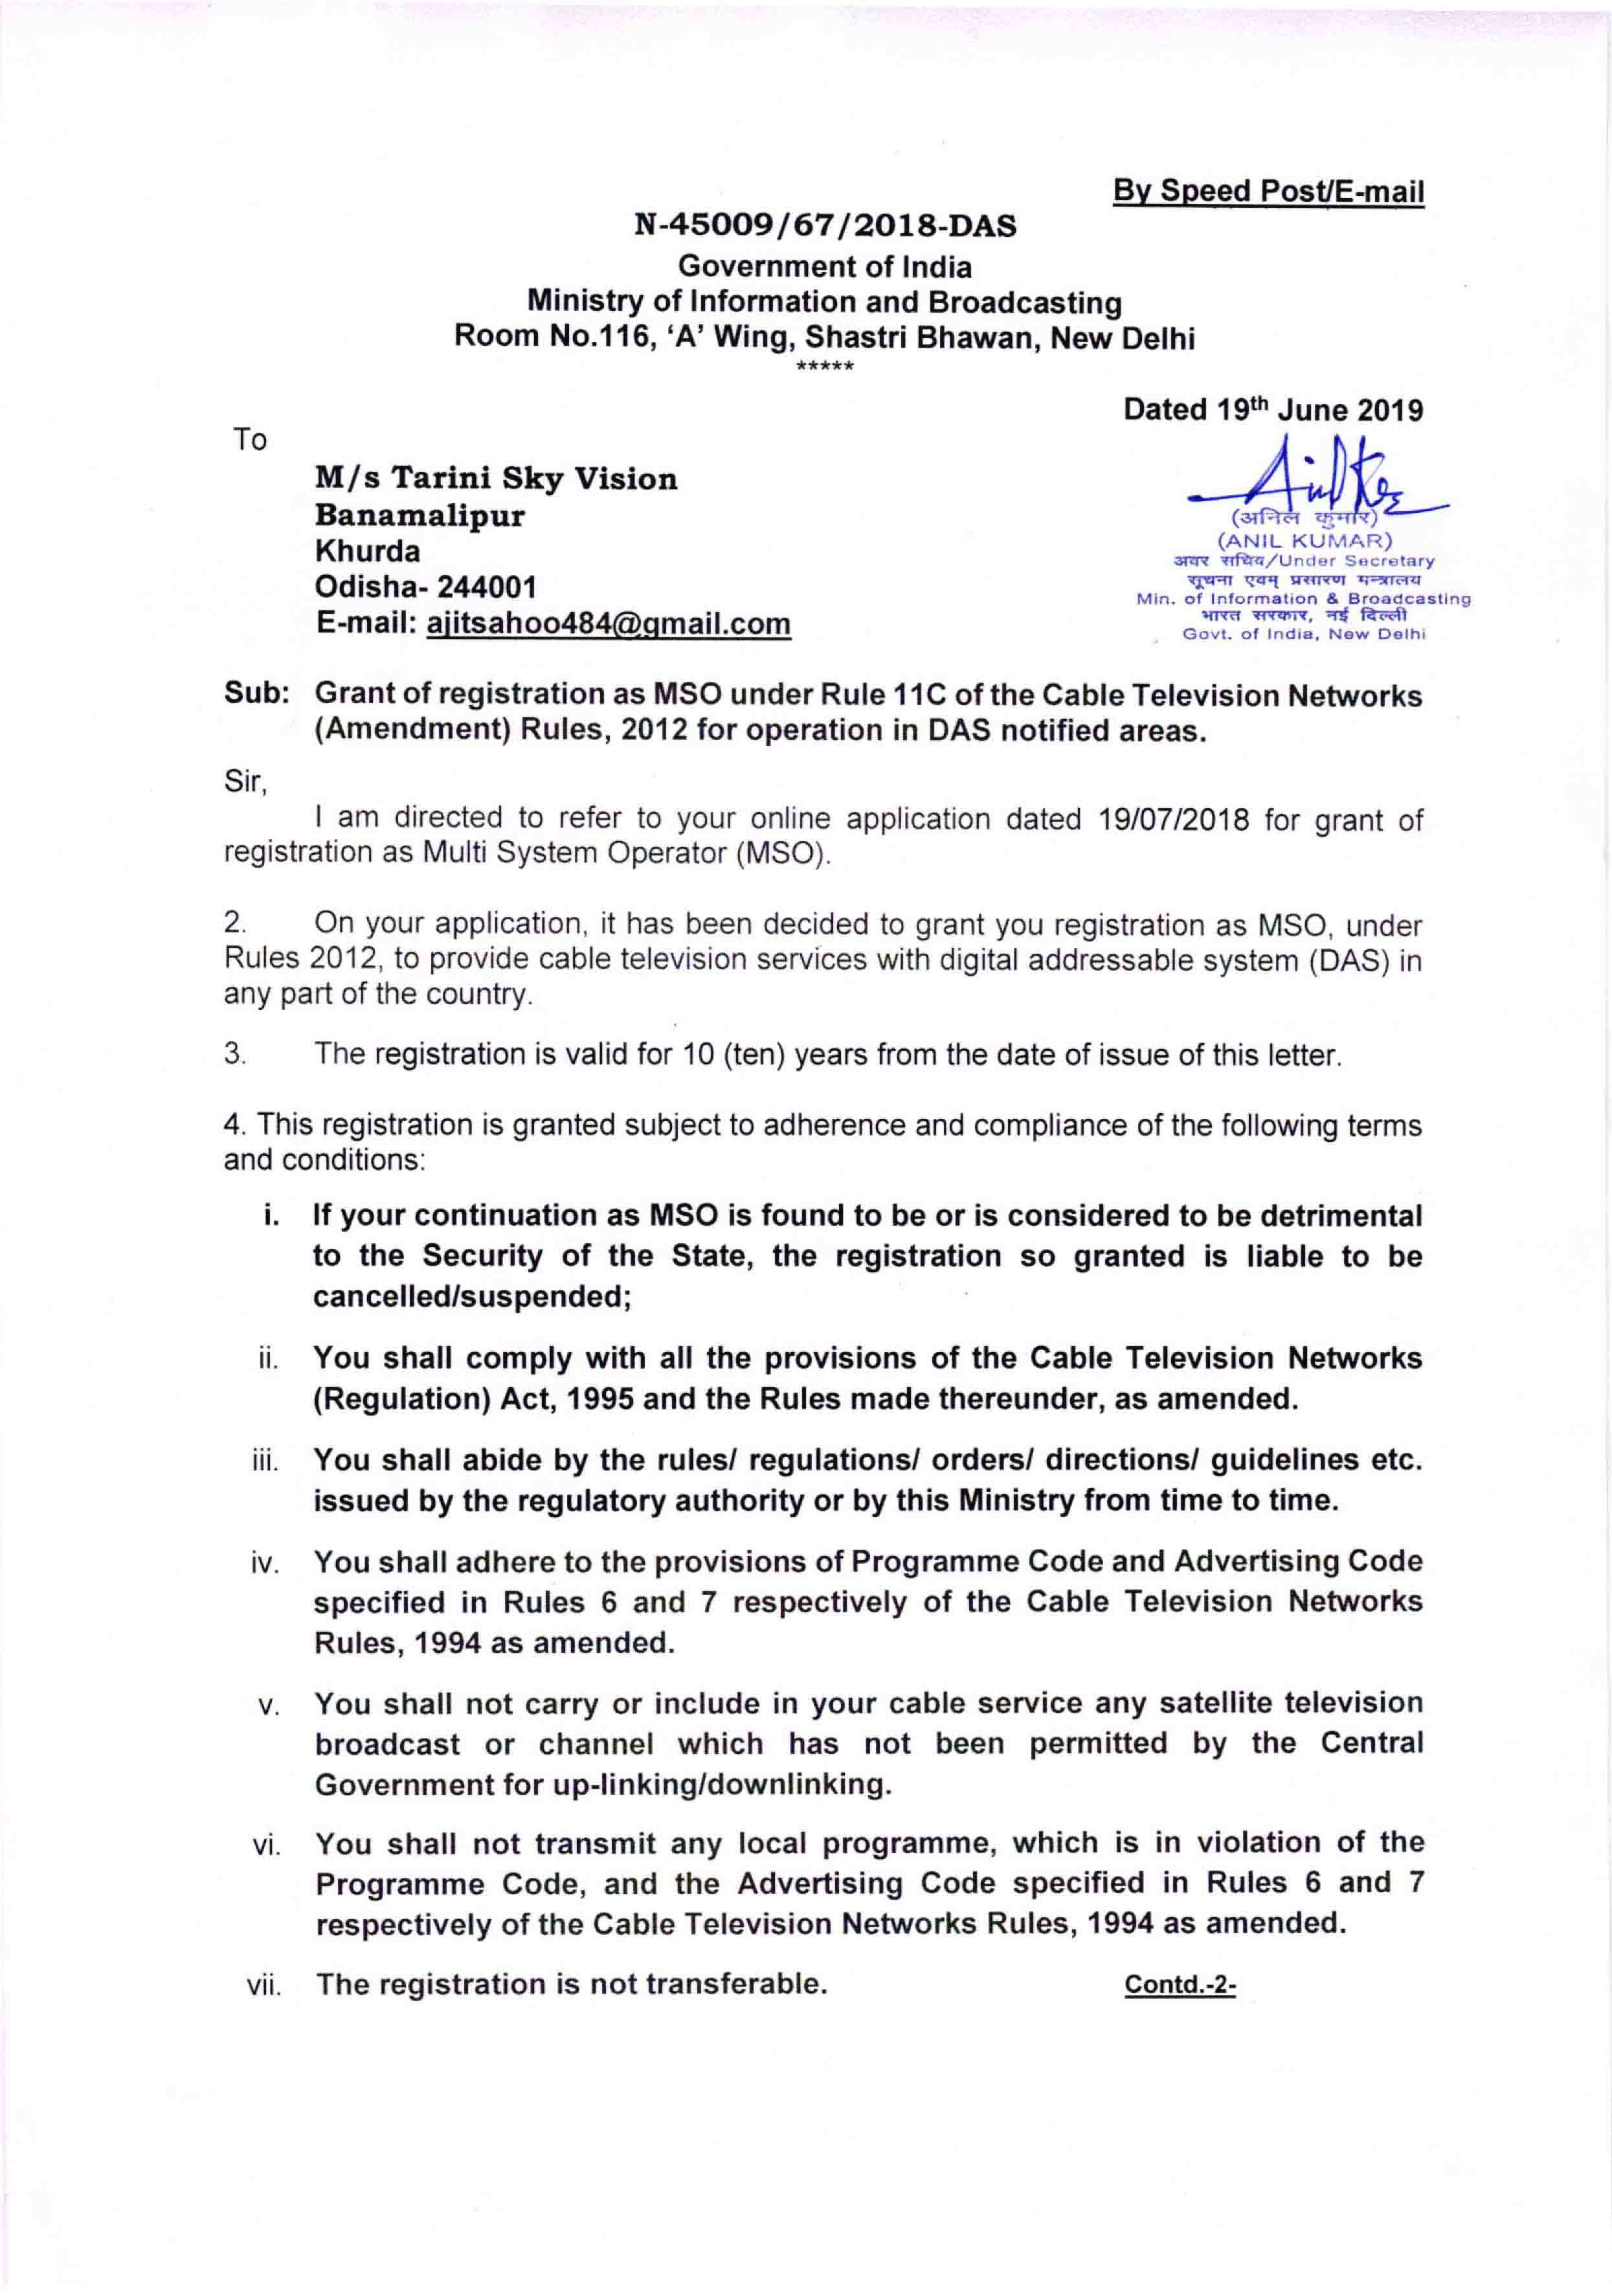 By Speed Post/E-mail
N-45009/67/2018-DAS
Government of India
Ministry of Information and Broadcasting
Room No.116, ‘A’ Wing, Shastri Bhawan, New Delhi
*****
Dated 19th June 2019
To
M/s Tarini Sky Vision
Banamalipur
Khurda
Odisha- 244001
E-mail: ajitsahoo484@gmail.com
(अनिल कुमार)
(ANIL KUMAR)
अवर सचिव/Under Secretary
सूचना एवम् प्रसारण मन्त्रालय
Min. of Information & Broadcasting
भारत सरकार, नई दिल्ली
Govt. of India, New Delhi
Sub: Grant of registration as MSO under Rule 11C of the Cable Television Networks
(Amendment) Rules, 2012 for operation in DAS notified areas.
Sir,
I am directed to refer to your online application dated 19/07/2018 for grant of
registration as Multi System Operator (MSO).
2. On your application, it has been decided to grant you registration as MSO, under
Rules 2012, to provide cable television services with digital addressable system (DAS) in
any part of the country.
3. The registration is valid for 10 (ten) years from the date of issue of this letter.
4. This registration is granted subject to adherence and compliance of the following terms
and conditions:
i. If your continuation as MSO is found to be or is considered to be detrimental
to the Security of the State, the registration so granted is liable to be
cancelled/suspended;
ii. You shall comply with all the provisions of the Cable Television Networks
(Regulation) Act, 1995 and the Rules made thereunder, as amended.
iii. You shall abide by the rules/ regulations/ orders/ directions/ guidelines etc.
issued by the regulatory authority or by this Ministry from time to time.
iv. You shall adhere to the provisions of Programme Code and Advertising Code
specified in Rules 6 and 7 respectively of the Cable Television Networks
Rules, 1994 as amended.
v. You shall not carry or include in your cable service any satellite television
broadcast or channel which has not been permitted by the Central
Government for up-linking/downlinking.
vi. You shall not transmit any local programme, which is in violation of the
Programme Code, and the Advertising Code specified in Rules 6 and 7
respectively of the Cable Television Networks Rules, 1994 as amended.
vii. The registration is not transferable. Contd.-2-